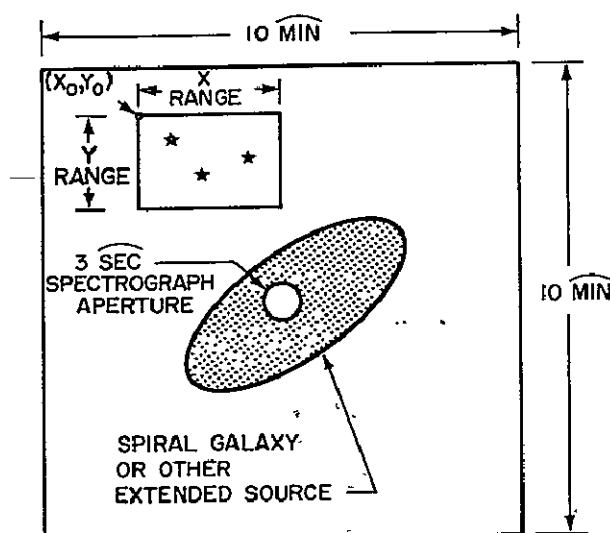 10 MIN
(X₀,Y₀)
X
RANGE
Y
RANGE
3 SEC
SPECTROGRAPH
APERTURE
10 MIN
SPIRAL GALAXY
OR OTHER
EXTENDED SOURCE